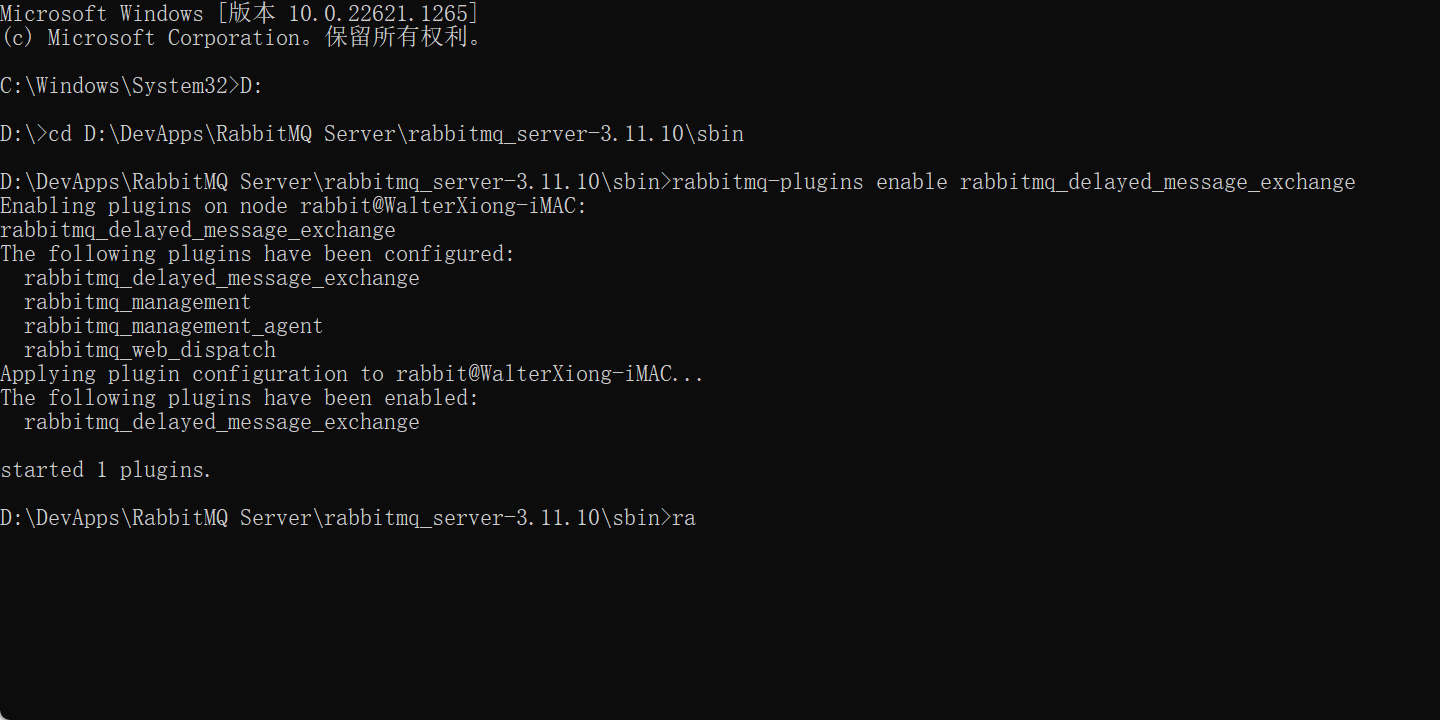 Microsoft Windows [版本 10.0.22621.1265]
(c) Microsoft Corporation。保留所有权利。
C:\Windows\System32>D:
D:\>cd D:\DevApps\RabbitMQ Server\rabbitmq_server-3.11.10\sbin
D:\DevApps\RabbitMQ Server\rabbitmq_server-3.11.10\sbin>rabbitmq-plugins enable rabbitmq_delayed_message_exchange
Enabling plugins on node rabbit@WalterXiong-iMAC:
rabbitmq_delayed_message_exchange
The following plugins have been configured:
  rabbitmq_delayed_message_exchange
  rabbitmq_management
  rabbitmq_management_agent
  rabbitmq_web_dispatch
Applying plugin configuration to rabbit@WalterXiong-iMAC...
The following plugins have been enabled:
  rabbitmq_delayed_message_exchange
started 1 plugins.
D:\DevApps\RabbitMQ Server\rabbitmq_server-3.11.10\sbin>ra